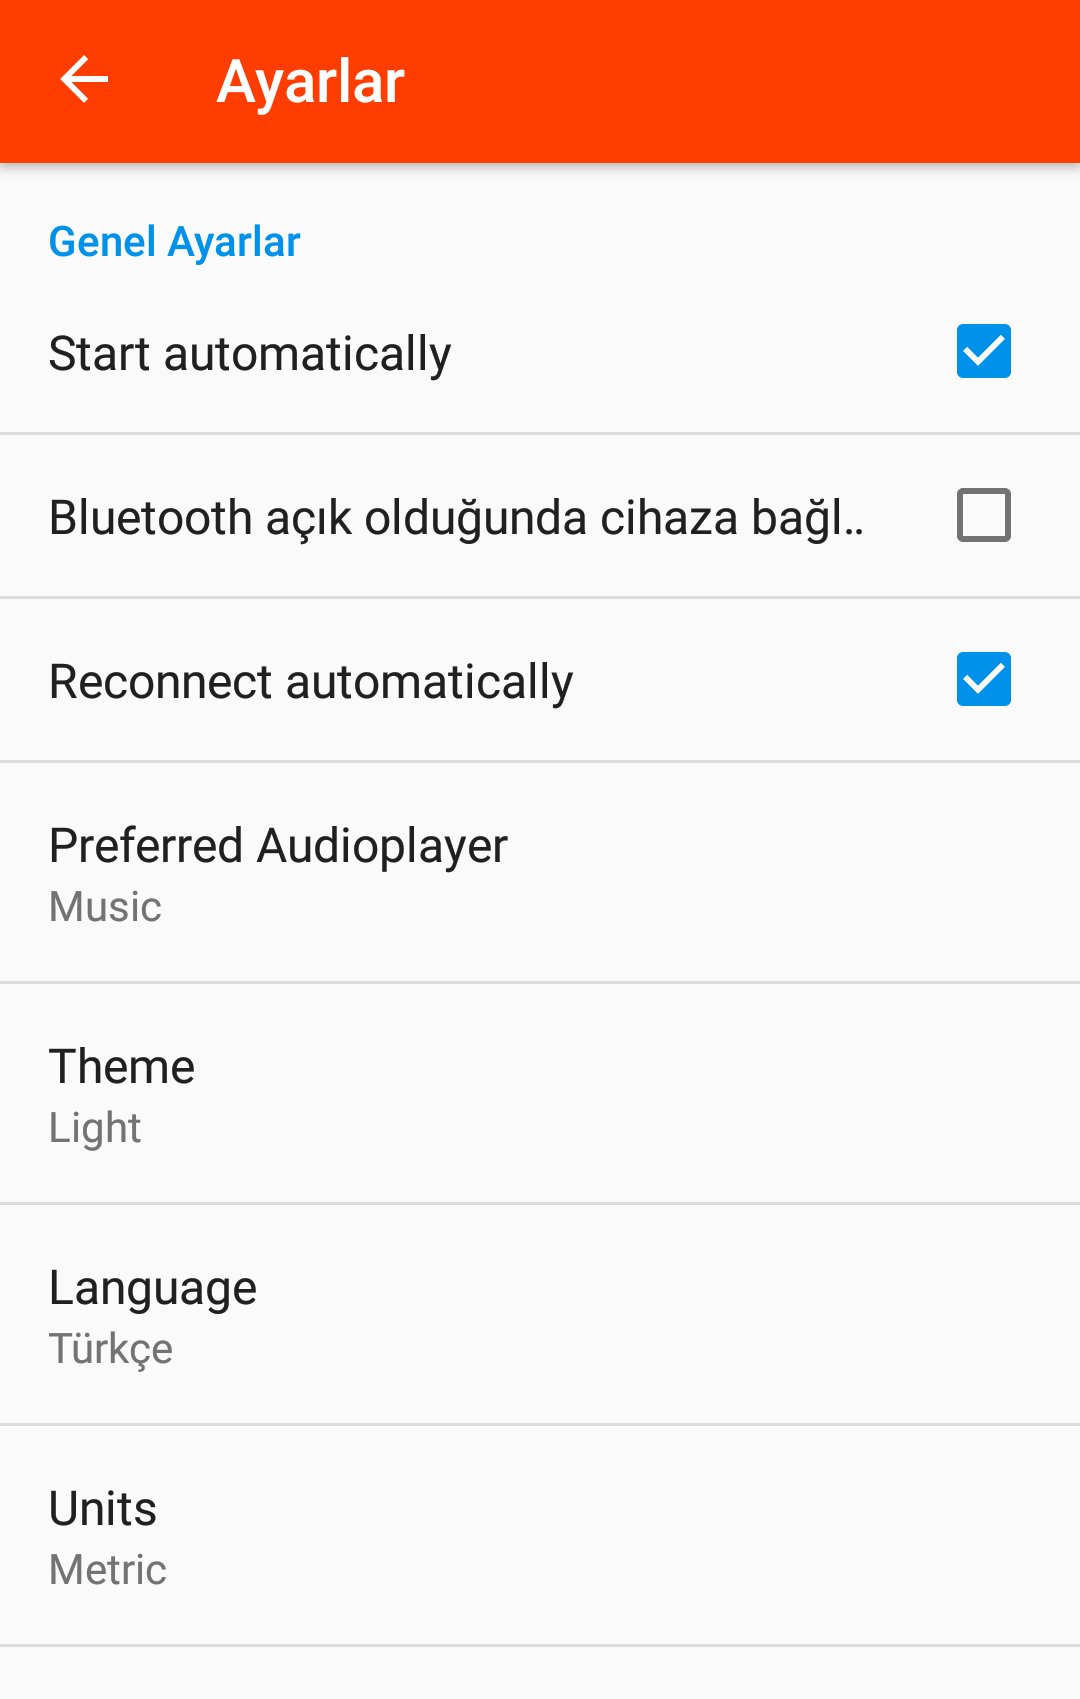 Ayarlar
Genel Ayarlar
Start automatically
Bluetooth açık olduğunda cihaza bağl..
Reconnect automatically
Preferred Audioplayer
Music
Theme
Light
Language
Türkçe
Units
Metric